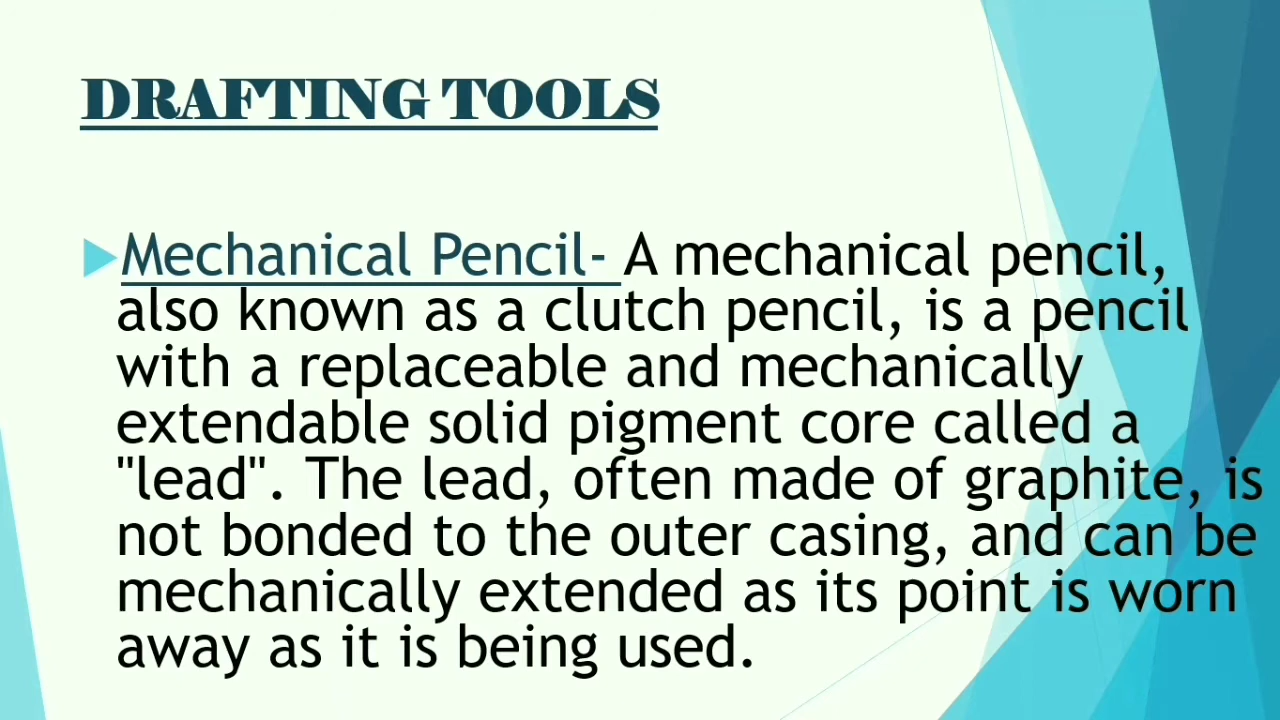 DRAFTING TOOLS
Mechanical Pencil- A mechanical pencil,
also known as a clutch pencil, is a pencil
with a replaceable and mechanically
extendable solid pigment core called a
"lead". The lead, often made of graphite, is
not bonded to the outer casing, and can be
mechanically extended as its point is worn
away as it is being used.